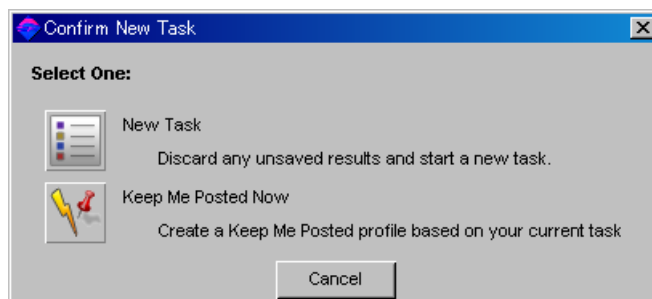 Confirm New Task
Select One:
New Task
Discard any unsaved results and start a new task.
Keep Me Posted Now
Create a Keep Me Posted profile based on your current task
Cancel